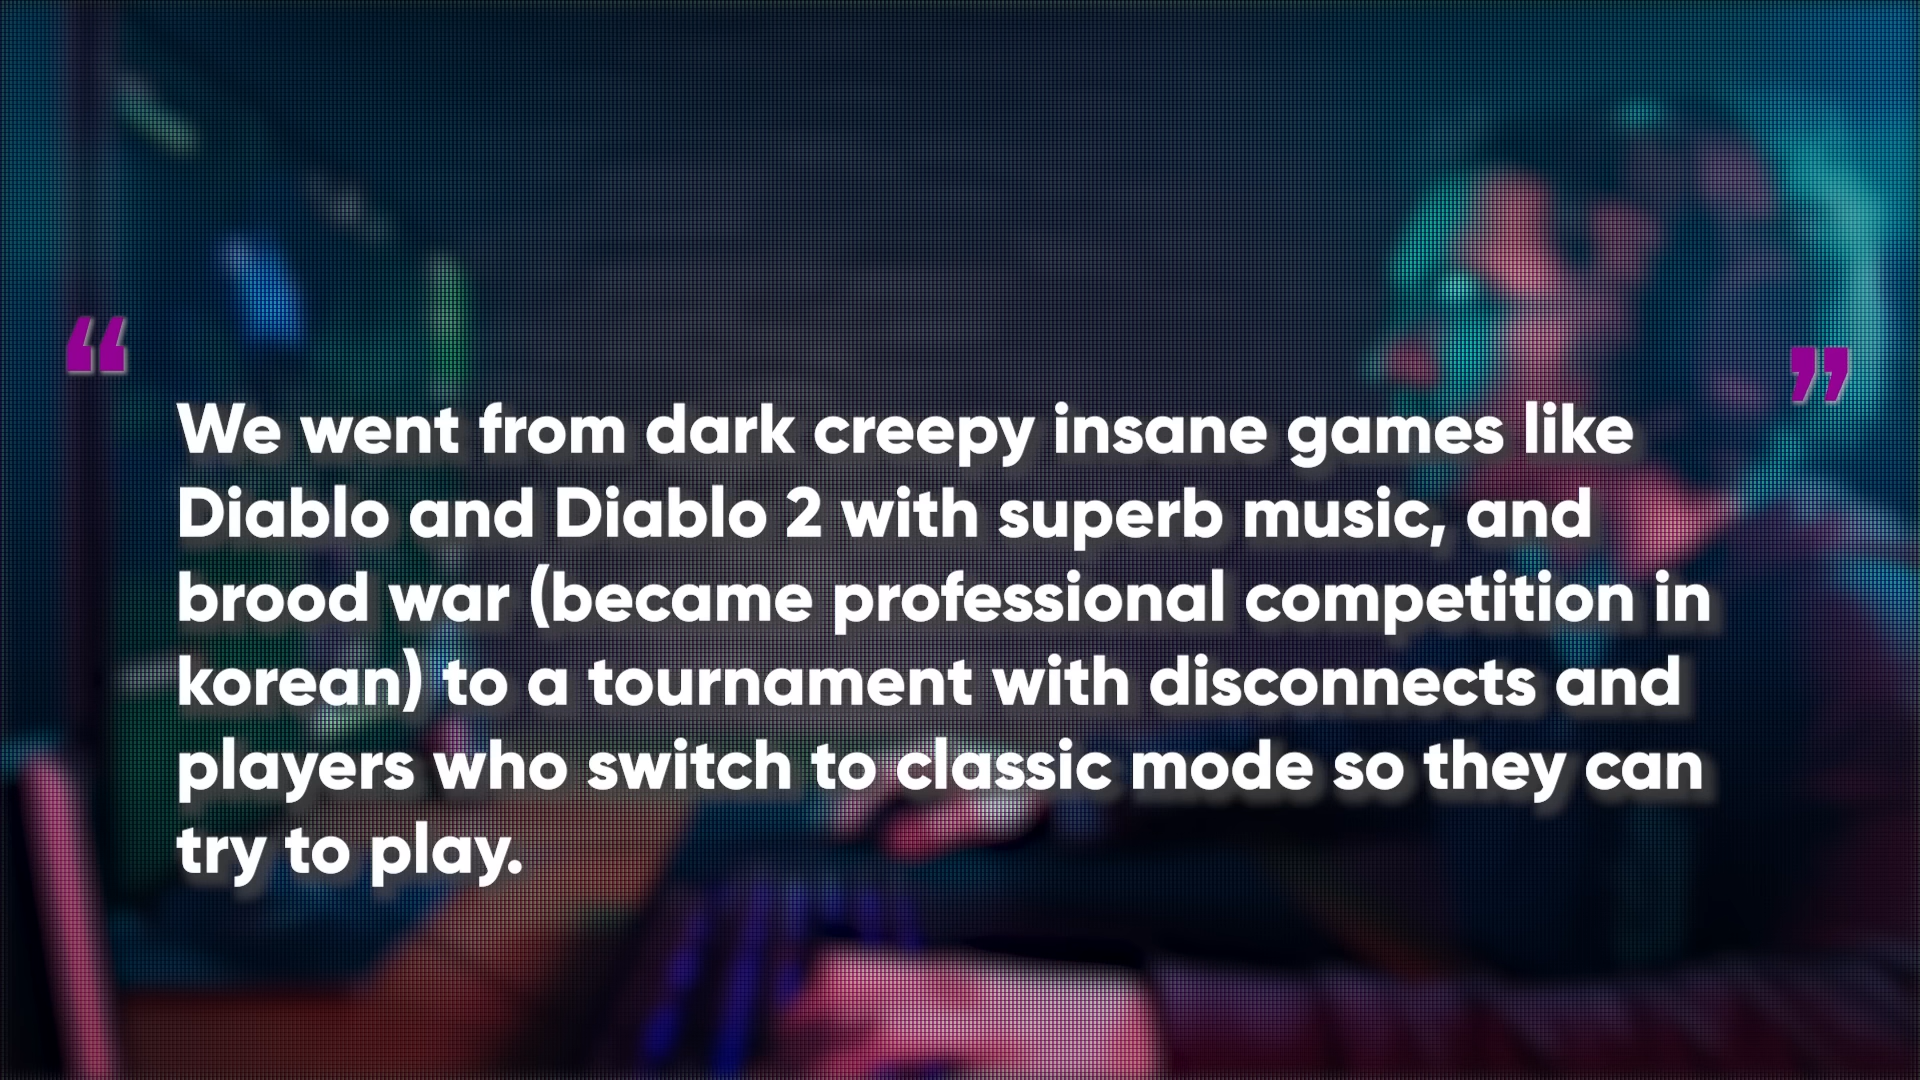 “
”
We went from dark creepy insane games like
Diablo and Diablo 2 with superb music, and
brood war (became professional competition in
korean) to a tournament with disconnects and
players who switch to classic mode so they can
try to play.